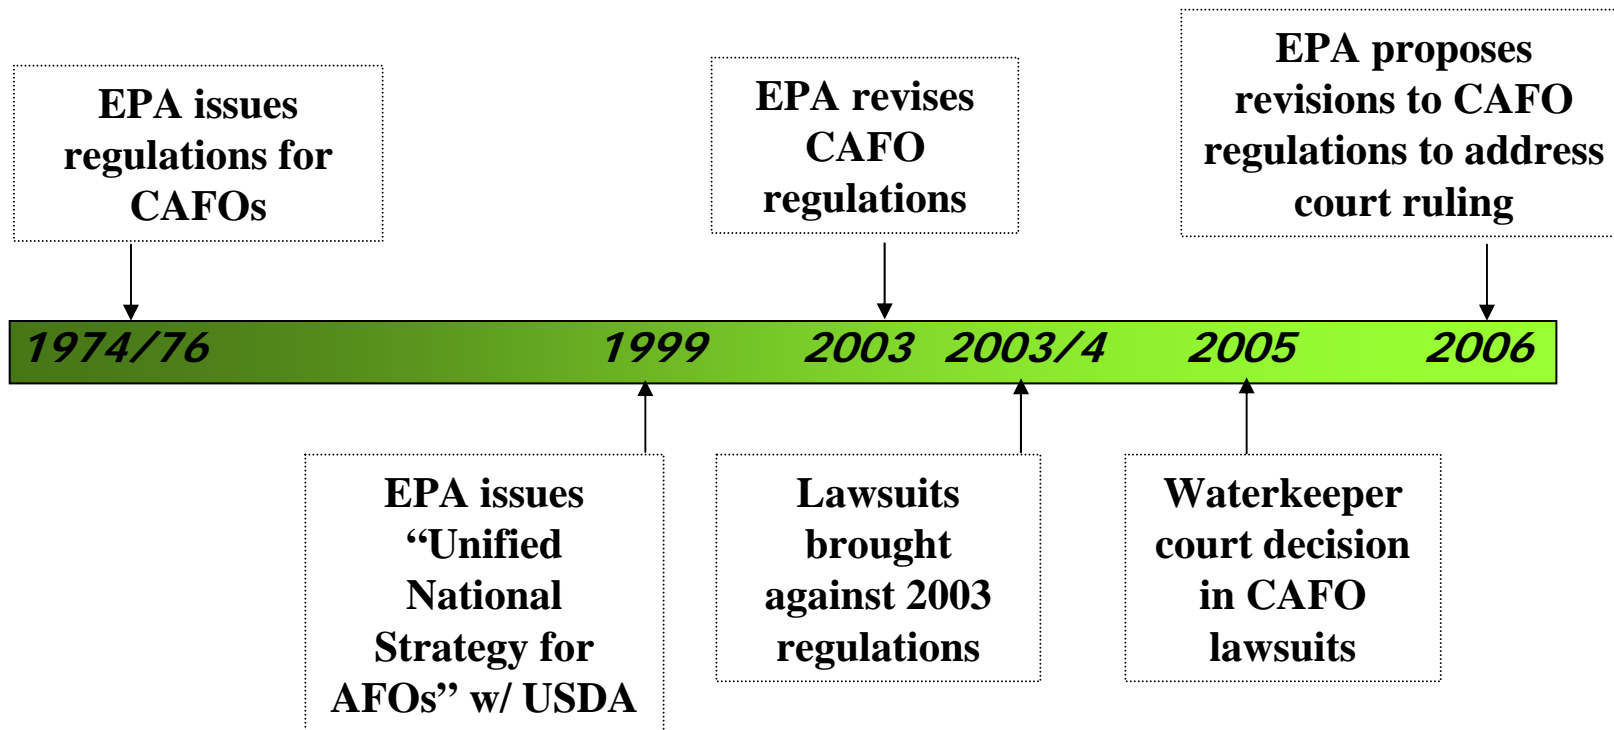 EPA issues
regulations for
CAFOs
EPA revises
CAFO
regulations
EPA proposes
revisions to CAFO
regulations to address
court ruling
1974/76 1999 2003 2003/4 2005 2006
EPA issues
“Unified
National
Strategy for
AFOs” w/ USDA
Lawsuits
brought
against 2003
regulations
Waterkeeper
court decision
in CAFO
lawsuits